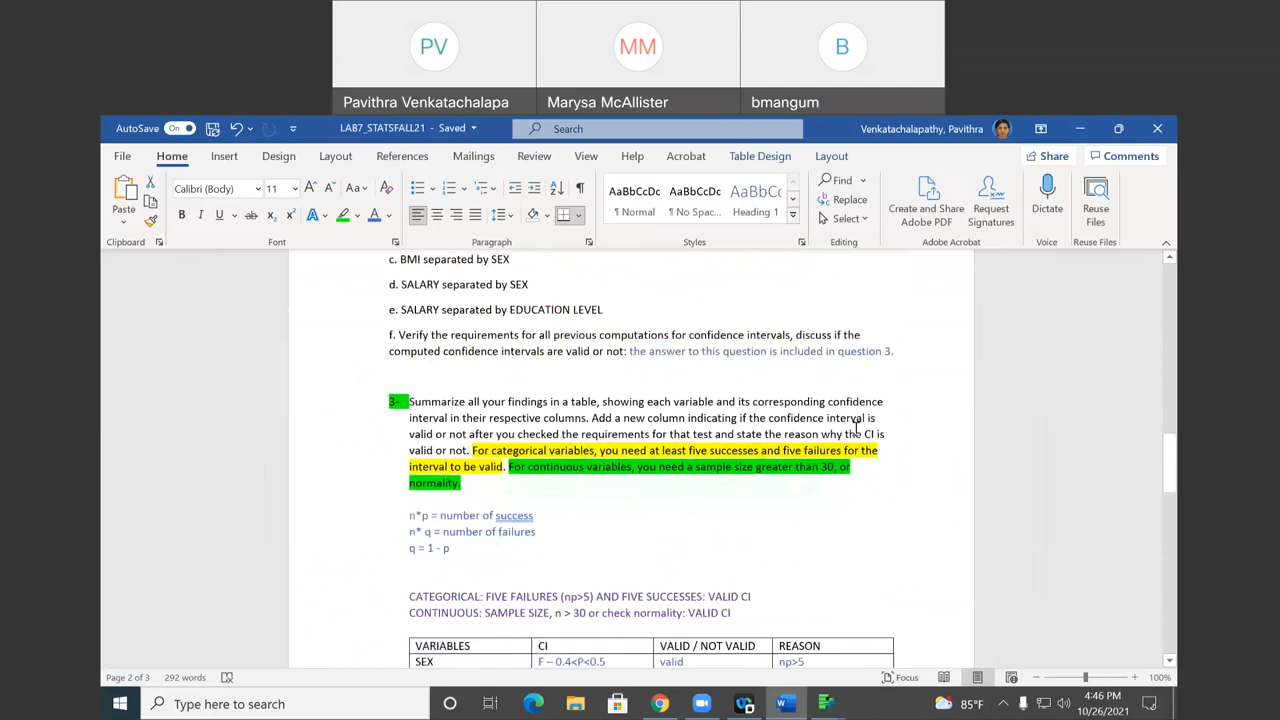 PV MM B
Pavithra Venkatachalapa Marysa McAllister bmangum
AutoSave On LAB7_STATSFALL21 - Saved Search Venkatachalapathy, Pavithra
File Home Insert Design Layout References Mailings Review View Help Acrobat Table Design Layout Share Comments
Calibri (Body) 11 A A Aa A AaBbCcDc AaBbCcDc AaBbCc Find
Paste Replace Create and Share Request Dictate Reuse
B I U ab x2 x2 A A Normal No Spac... Heading 1 Select Adobe PDF Signatures Files
Clipboard Font Paragraph Styles Editing Adobe Acrobat Voice Reuse Files
c. BMI separated by SEX
d. SALARY separated by SEX
e. SALARY separated by EDUCATION LEVEL
f. Verify the requirements for all previous computations for confidence intervals, discuss if the
computed confidence intervals are valid or not: the answer to this question is included in question 3.
3- Summarize all your findings in a table, showing each variable and its corresponding confidence
interval in their respective columns. Add a new column indicating if the confidence interval is
valid or not after you checked the requirements for that test and state the reason why the CI is
valid or not. For categorical variables, you need at least five successes and five failures for the
interval to be valid. For continuous variables, you need a sample size greater than 30, or
normality.
n*p = number of success
n* q = number of failures
q = 1 - p
CATEGORICAL: FIVE FAILURES (np>5) AND FIVE SUCCESSES: VALID CI
CONTINUOUS: SAMPLE SIZE, n > 30 or check normality: VALID CI
VARIABLES CI VALID / NOT VALID REASON
SEX F – 0.4<P<0.5 valid np>5
Page 2 of 3 292 words Focus 100%
Type here to search 85°F 4:46 PM
10/26/2021